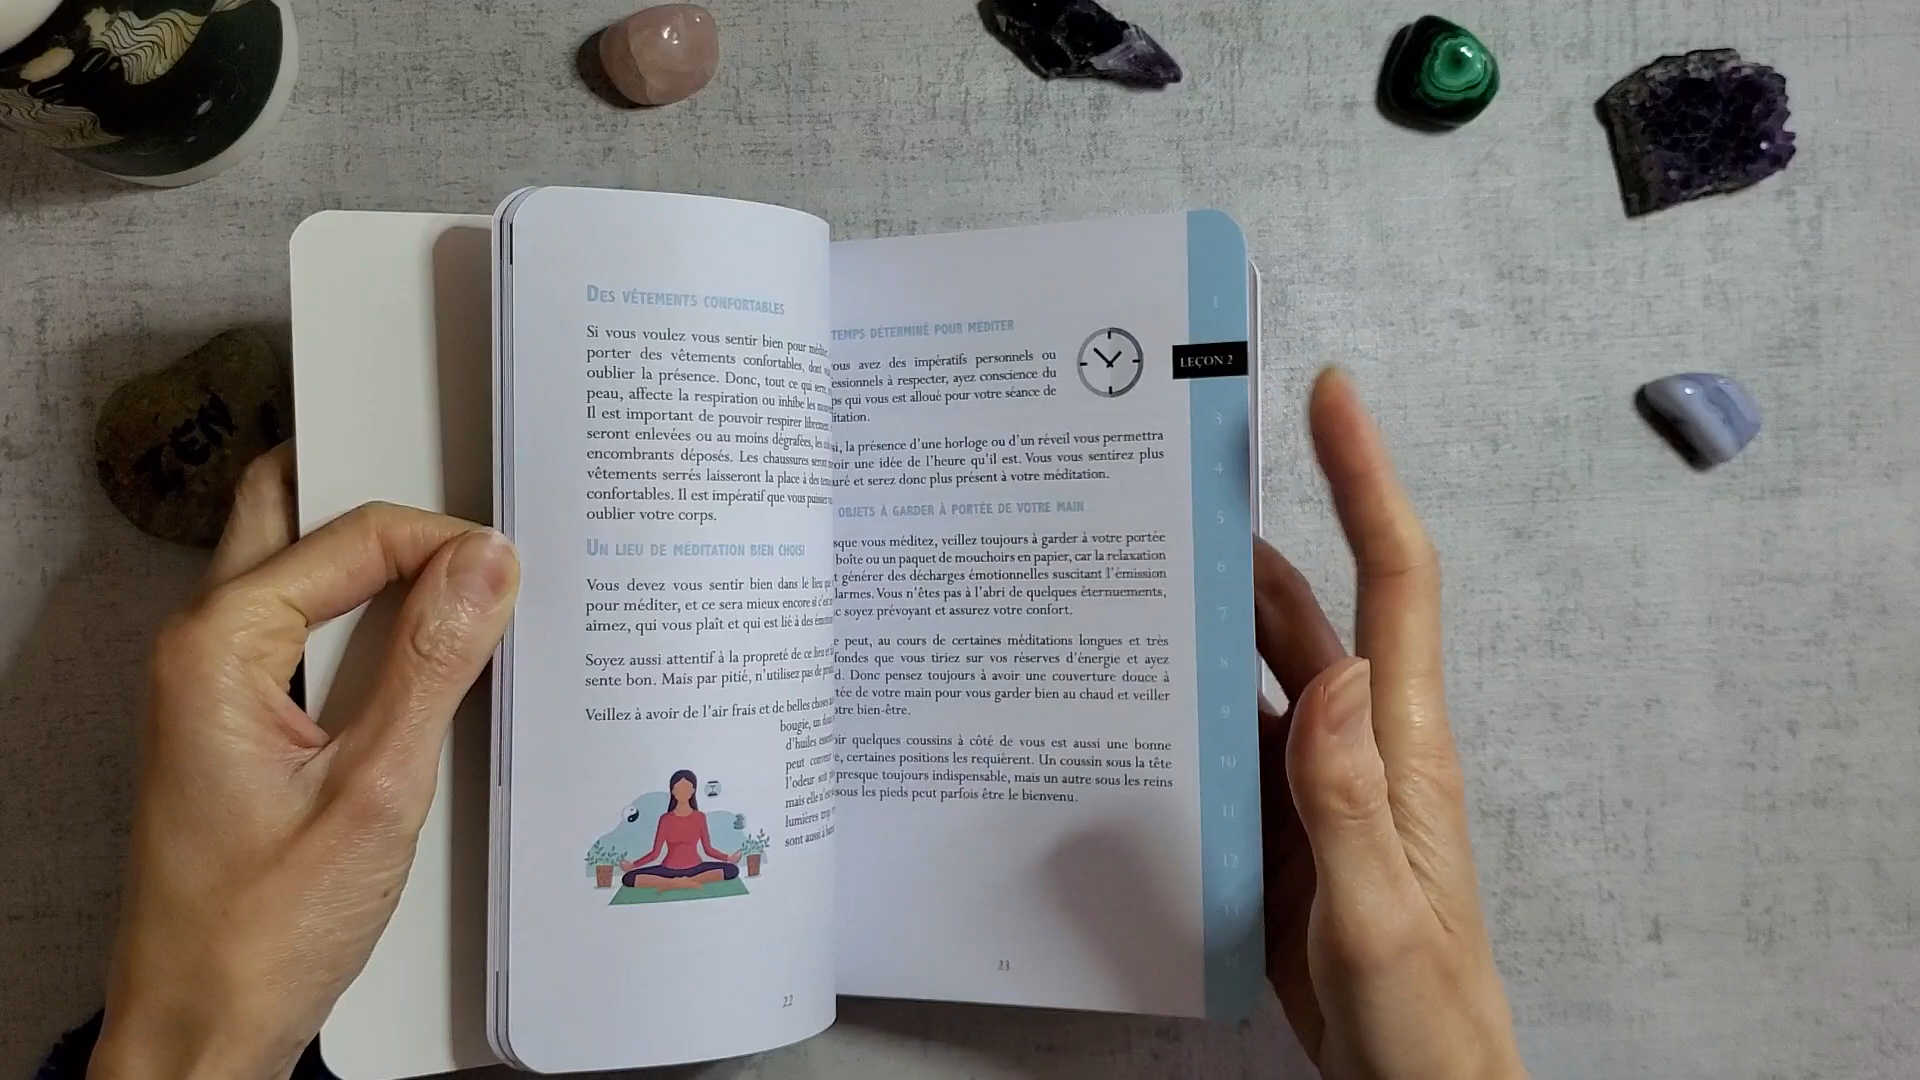 ZEN
DES VÊTEMENTS CONFORTABLES
Si vous voulez vous sentir bien pour
porter des vêtements confortables, dont
oublier la présence. Donc, tout ce qui serre,
peau, affecte la respiration ou inhibe les
Il est important de pouvoir respirer librement,
seront enlevées ou au moins dégrafées, les
encombrants déposés. Les chaussures seront
vêtements serrés laisseront la place à des
confortables. Il est impératif que vous puissiez
oublier votre corps.
UN LIEU DE MÉDITATION BIEN CHOISI
Vous devez vous sentir bien dans le lieu
pour méditer, et ce sera mieux encore si c'est
aimez, qui vous plaît et qui est lié à des
Soyez aussi attentif à la propreté de ce lieu et
sente bon. Mais par pitié, n'utilisez pas de
Veillez à avoir de l'air frais et de belles choses
bougie, un
d'huiles
peut
l'odeur
mais elle
lumières
sont aussi à
22
TEMPS DÉTERMINÉ POUR MÉDITER
ous avez des impératifs personnels ou
essionnels à respecter, ayez conscience du
ps qui vous est alloué pour votre séance de
itation.
si, la présence d'une horloge ou d'un réveil vous permettra
oir une idée de l'heure qu'il est. Vous vous sentirez plus
uré et serez donc plus présent à votre méditation.
OBJETS À GARDER À PORTÉE DE VOTRE MAIN
sque vous méditez, veillez toujours à garder à votre portée
boîte ou un paquet de mouchoirs en papier, car la relaxation
t générer des décharges émotionnelles suscitant l'émission
larmes. Vous n'êtes pas à l'abri de quelques éternuements,
c soyez prévoyant et assurez votre confort.
e peut, au cours de certaines méditations longues et très
fondes que vous tiriez sur vos réserves d'énergie et ayez
d. Donc pensez toujours à avoir une couverture douce à
tée de votre main pour vous garder bien au chaud et veiller
otre bien-être.
oir quelques coussins à côté de vous est aussi une bonne
e, certaines positions les requièrent. Un coussin sous la tête
presque toujours indispensable, mais un autre sous les reins
sous les pieds peut parfois être le bienvenu.
23
1
LEÇON 2
3
4
5
6
7
8
9
10
11
12
13
14